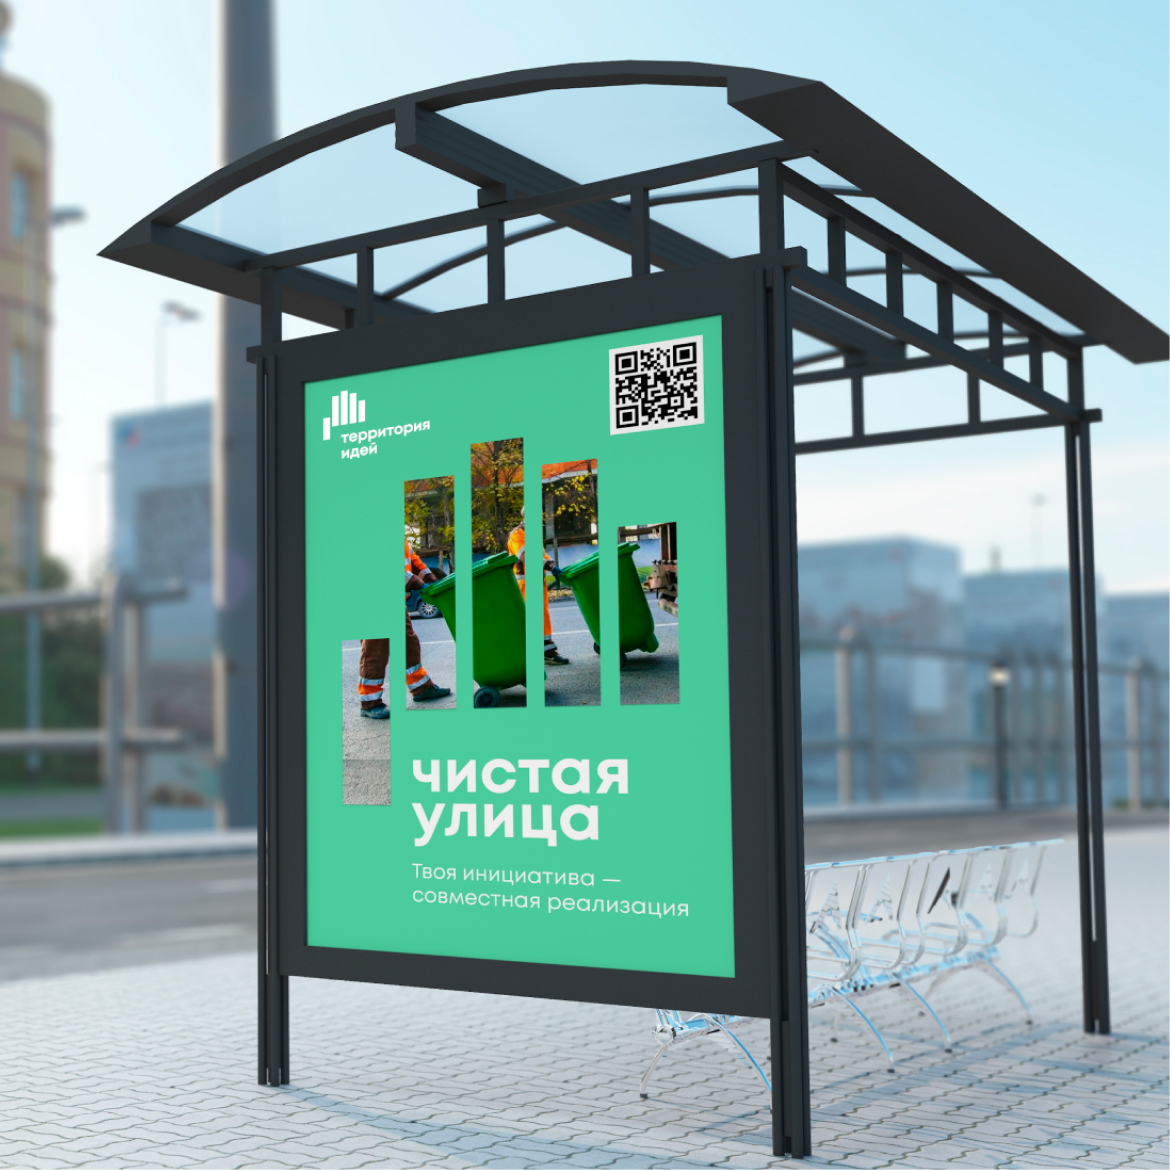 территория
идей
чистая
улица
Твоя инициатива —
совместная реализация